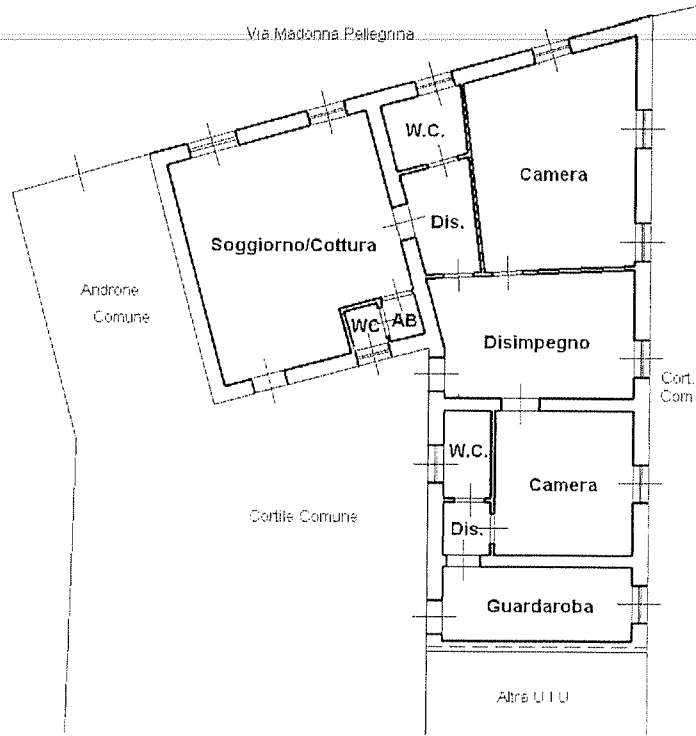 Via Madonna Pellegrina
W.C.
Camera
Dis.
Soggiorno/Cottura
Androne
Comune
WC
AB
Disimpegno
Cort.
Com
W.C.
Camera
Cortile Comune
Dis.
Guardaroba
Altra U I U